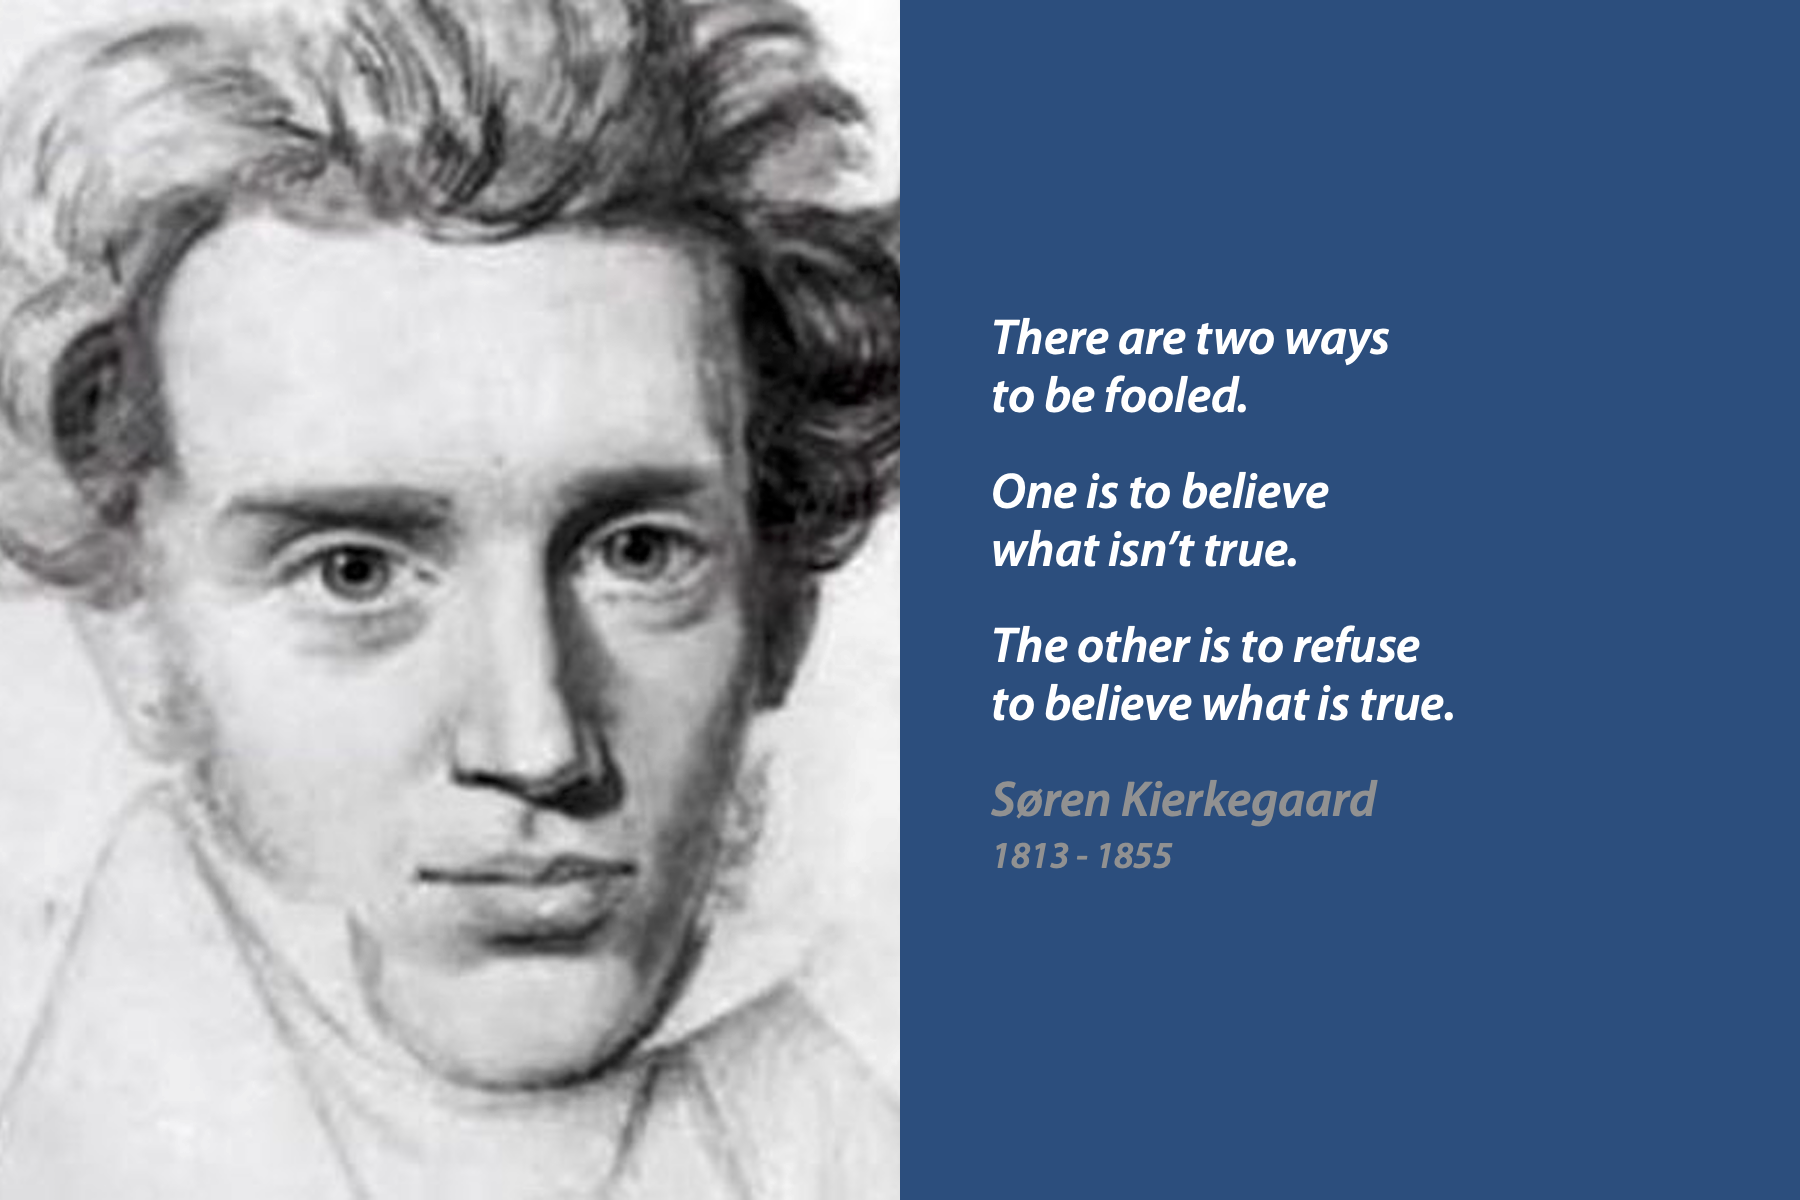 There are two ways
to be fooled.
One is to believe
what isn’t true.
The other is to refuse
to believe what is true.
Søren Kierkegaard
1813 - 1855